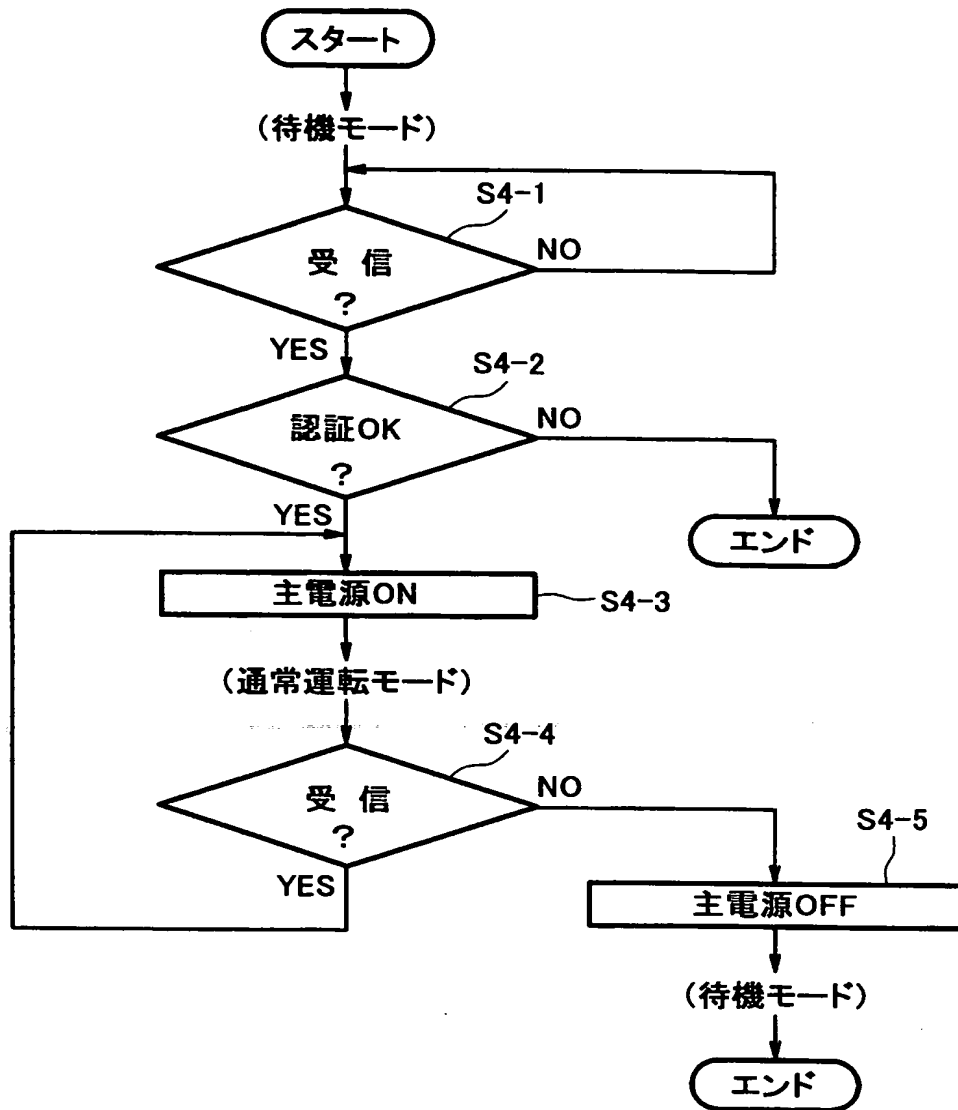 スタート
(待機モード)
S4-1
受 信
?
NO
YES
S4-2
認証OK
?
NO
YES
エンド
主電源ON
S4-3
(通常運転モード)
S4-4
受 信
?
NO
YES
S4-5
主電源OFF
(待機モード)
エンド